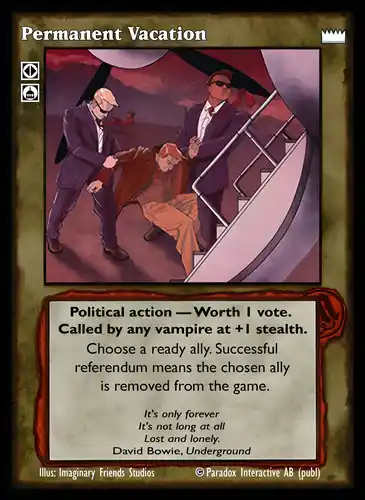 Permanent Vacation
Political action — Worth 1 vote.
Called by any vampire at +1 stealth.
Choose a ready ally. Successful
referendum means the chosen ally
is removed from the game.
It's only forever
It's not long at all
Lost and lonely.
David Bowie, Underground
Illus: Imaginary Friends Studios
© Paradox Interactive AB (publ)